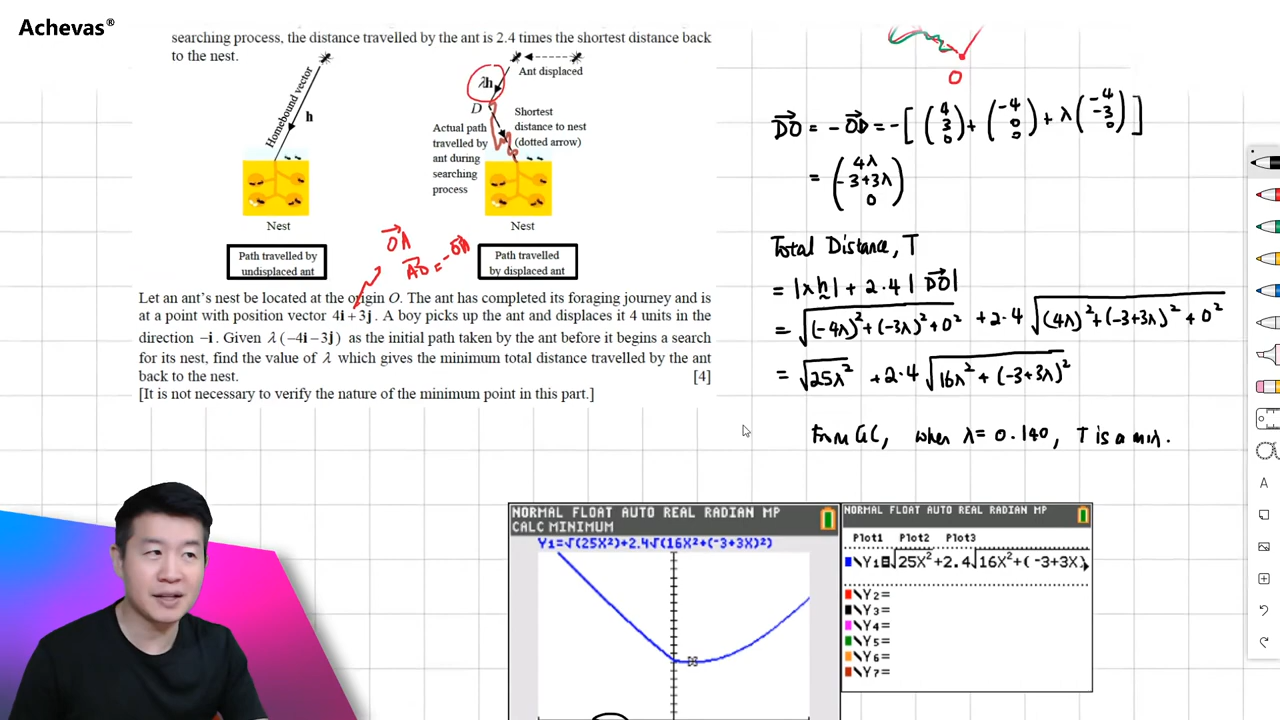 Achevas®
searching process, the distance travelled by the ant is 2.4 times the shortest distance back
to the nest.
Homebound vector
h
λh
Ant displaced
D
Actual path
travelled by
ant during
searching
process
Shortest
distance to nest
(dotted arrow)
Nest
Nest
Path travelled by
undisplaced ant
Path travelled
by displaced ant
OA
AO = -OA
Let an ant's nest be located at the origin O. The ant has completed its foraging journey and is
at a point with position vector 4i + 3j . A boy picks up the ant and displaces it 4 units in the
direction −i . Given λ(−4i−3j) as the initial path taken by the ant before it begins a search
for its nest, find the value of λ which gives the minimum total distance travelled by the ant
back to the nest. [4]
[It is not necessary to verify the nature of the minimum point in this part.]
O
DO = -OD = -[ (4 3 0) + (-4 0 0) + λ (-4 -3 0) ]
= (4λ -3+3λ 0)
Total Distance, T
= |λh| + 2.4 | DO |
= √(-4λ)²+(-3λ)²+0² + 2.4 √(4λ)²+(-3+3λ)²+0²
= √25λ² + 2.4 √16λ²+(-3+3λ)²
From GC, when λ = 0.140, T is a min.
NORMAL FLOAT AUTO REAL RADIAN MP
CALC MINIMUM
Y1=√(25X²)+2.4√(16X²+(-3+3X)²)
NORMAL FLOAT AUTO REAL RADIAN MP
Plot1 Plot2 Plot3
Y1=√25X²+2.4√16X²+(-3+3X)
Y2=
Y3=
Y4=
Y5=
Y6=
Y7=
A